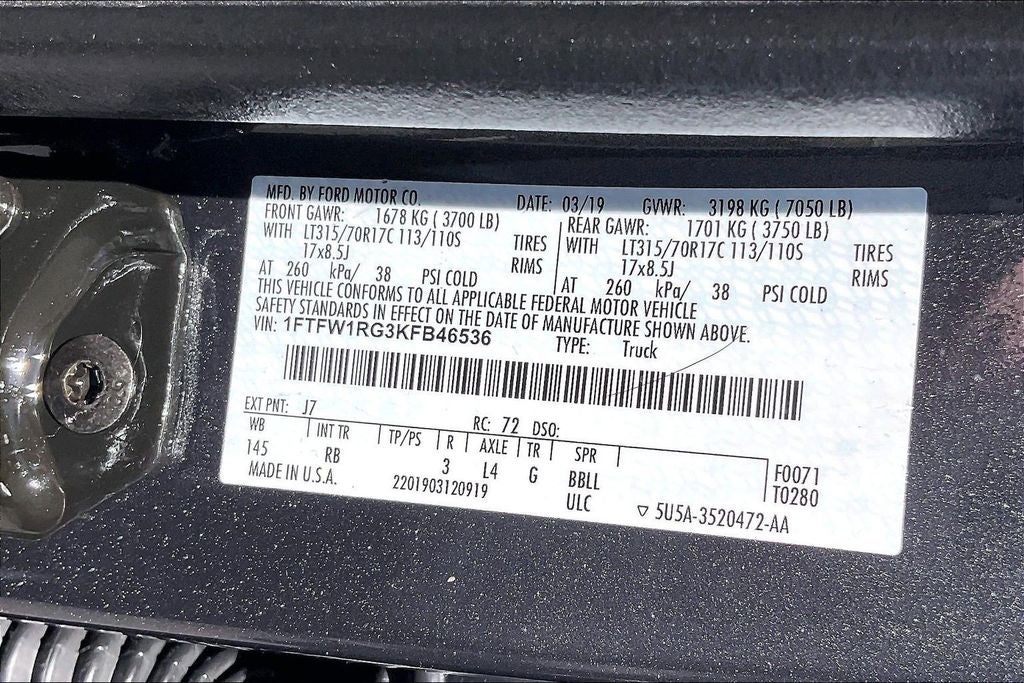 MFD. BY FORD MOTOR CO. DATE: 03/19 GVWR: 3198 KG ( 7050 LB)
FRONT GAWR: 1678 KG ( 3700 LB) REAR GAWR: 1701 KG ( 3750 LB)
WITH LT315/70R17C 113/110S TIRES WITH LT315/70R17C 113/110S TIRES
17x8.5J RIMS 17x8.5J RIMS
AT 260 kPa/ 38 PSI COLD AT 260 kPa/ 38 PSI COLD
THIS VEHICLE CONFORMS TO ALL APPLICABLE FEDERAL MOTOR VEHICLE
SAFETY STANDARDS IN EFFECT ON THE DATE OF MANUFACTURE SHOWN ABOVE.
VIN: 1FTFW1RG3KFB46536 TYPE: Truck
EXT PNT: J7 RC: 72 DSO:
WB INT TR TP/PS R AXLE TR SPR
145 RB 3 L4 G BBLL F0071
MADE IN U.S.A. 2201903120919 ULC T0280
▽ 5U5A-3520472-AA